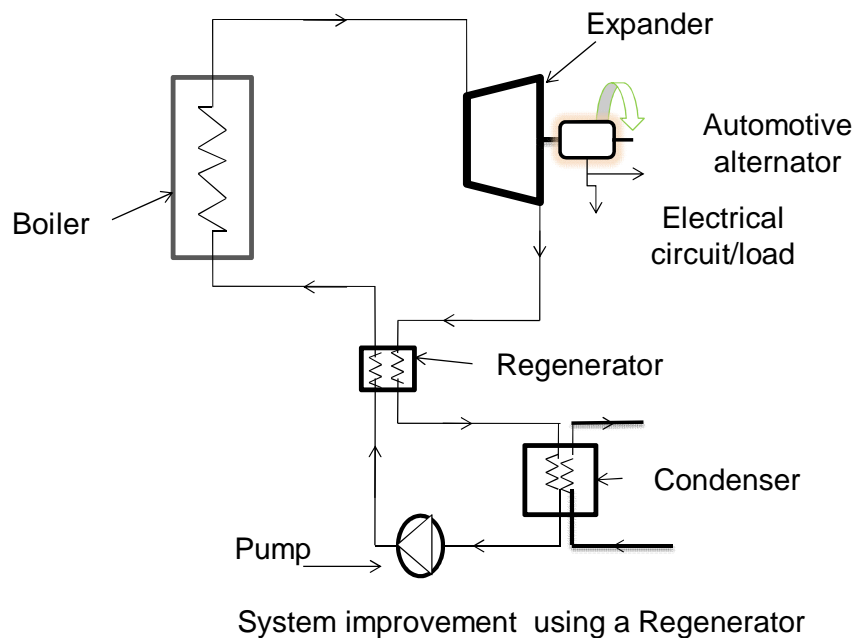 Expander
Automotive
alternator
Boiler
Electrical
circuit/load
Regenerator
Condenser
Pump
System improvement using a Regenerator